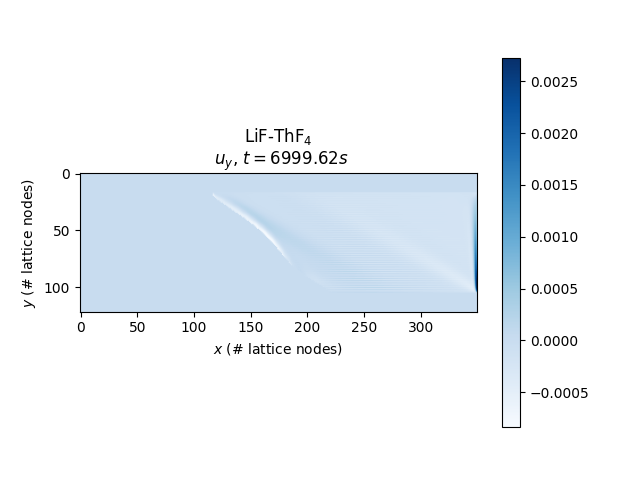 LiF-ThF₄
u_y, t = 6999.62s
0
50
100
y (# lattice nodes)
0 50 100 150 200 250 300
x (# lattice nodes)
0.0025
0.0020
0.0015
0.0010
0.0005
0.0000
−0.0005